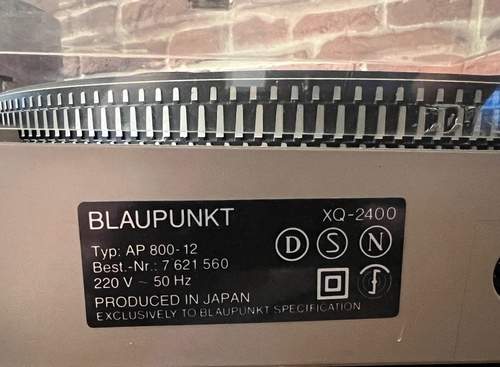 BLAUPUNKT XQ-2400
Typ: AP 800-12
Best.-Nr.: 7 621 560
220 V ~ 50 Hz
D S N
PRODUCED IN JAPAN
EXCLUSIVELY TO BLAUPUNKT SPECIFICATION